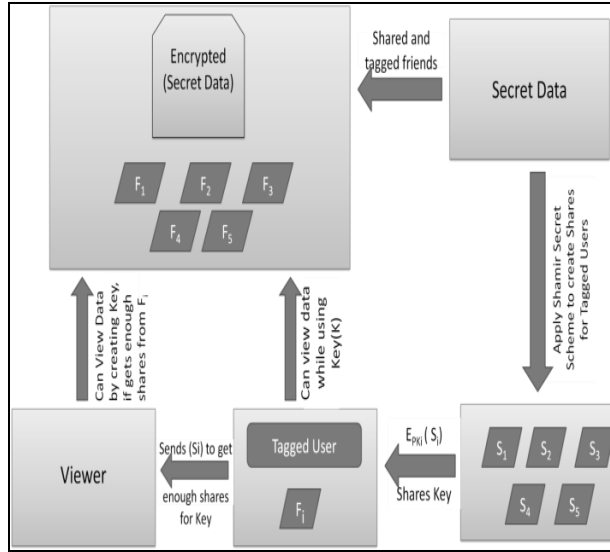 Encrypted
(Secret Data)
F1 F2 F3
F4 F5
Shared and
tagged friends
Secret Data
Can View Data
by creating Key,
if gets enough
shares from Fi
Can view data
while using
Key(K)
Apply Shamir Secret
Scheme to create Shares
for Tagged Users
Viewer
Sends (Si) to get
enough shares
for Key
Tagged User
Fi
EPKi ( Si)
Shares Key
S1 S2 S3
S4 S5